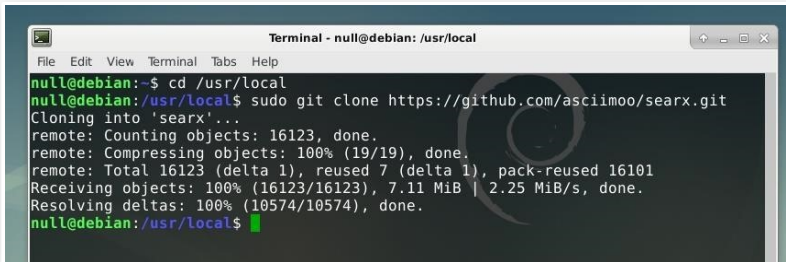 Terminal - null@debian: /usr/local
File Edit View Terminal Tabs Help
null@debian:~$ cd /usr/local
null@debian:/usr/local$ sudo git clone https://github.com/asciimoo/searx.git
Cloning into 'searx'...
remote: Counting objects: 16123, done.
remote: Compressing objects: 100% (19/19), done.
remote: Total 16123 (delta 1), reused 7 (delta 1), pack-reused 16101
Receiving objects: 100% (16123/16123), 7.11 MiB | 2.25 MiB/s, done.
Resolving deltas: 100% (10574/10574), done.
null@debian:/usr/local$